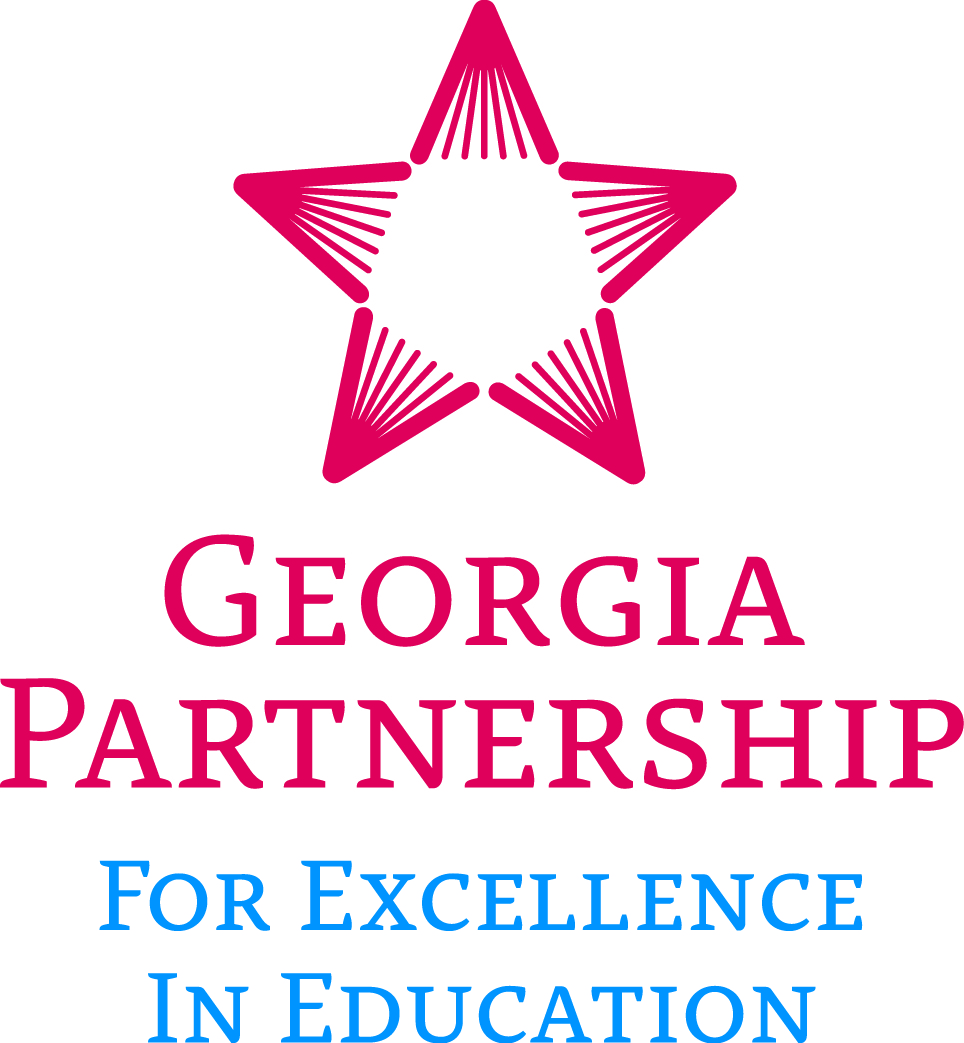 Georgia
Partnership
For Excellence
In Education